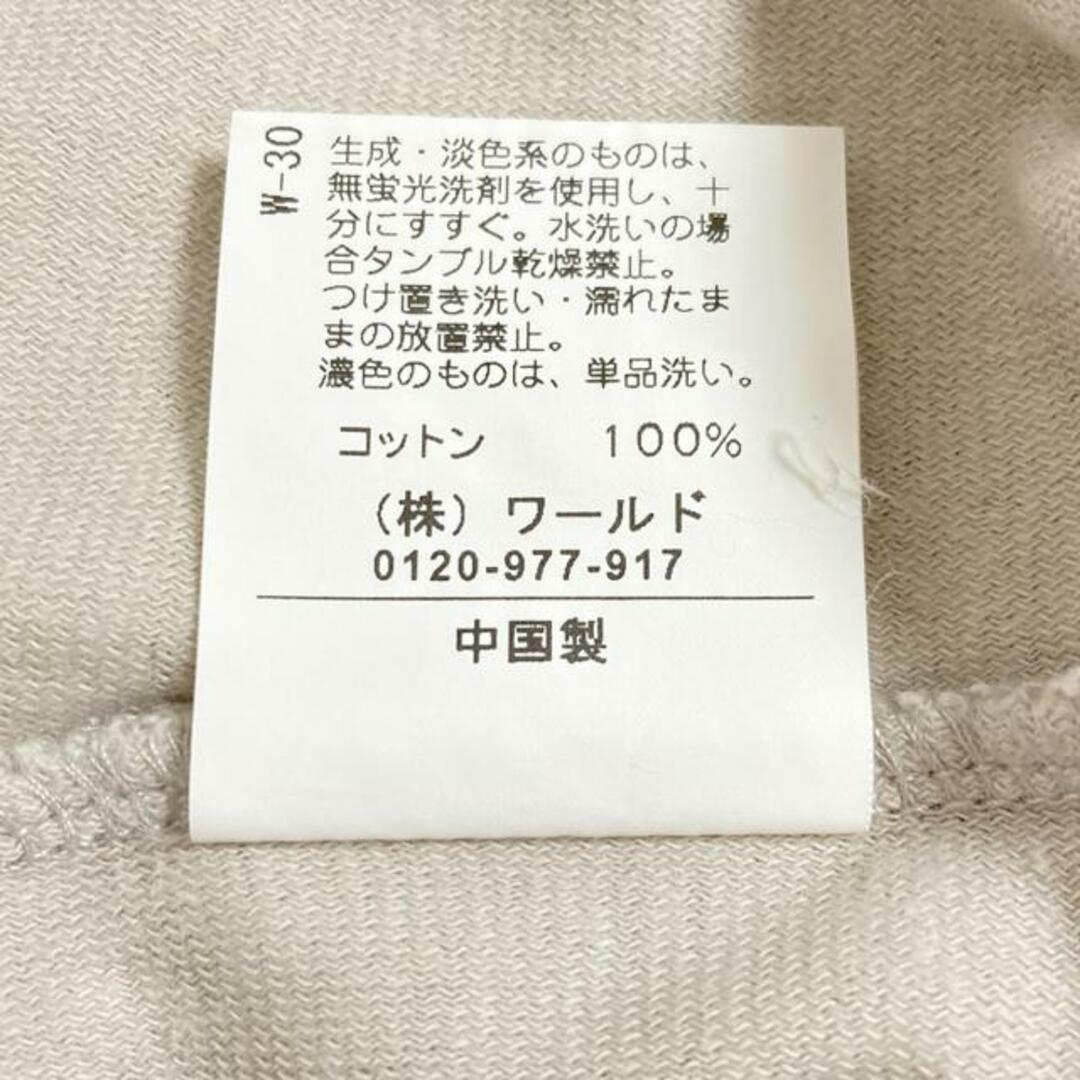 W-30
生成・淡色系のものは、
無蛍光洗剤を使用し、十
分にすすぐ。水洗いの場
合タンブル乾燥禁止。
つけ置き洗い・濡れたま
まの放置禁止。
濃色のものは、単品洗い。
コットン 100%
（株）ワールド
0120-977-917
中国製